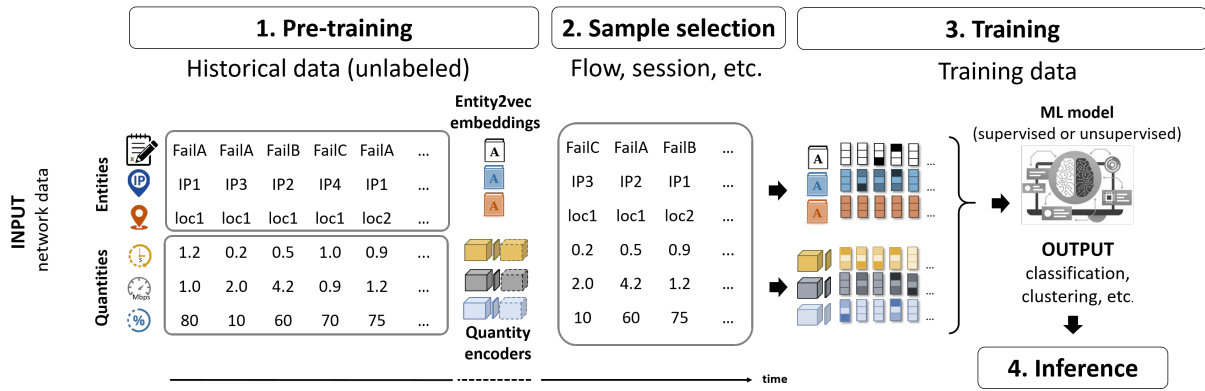 1. Pre-training
2. Sample selection
3. Training
Historical data (unlabeled)
Flow, session, etc.
Training data
INPUT
network data
Entities
Quantities
IP
s
Mbps
%
FailA FailA FailB FailC FailA ...
IP1 IP3 IP2 IP4 IP1 ...
loc1 loc1 loc1 loc1 loc2 ...
1.2 0.2 0.5 1.0 0.9 ...
1.0 2.0 4.2 0.9 1.2 ...
80 10 60 70 75 ...
Entity2vec
embeddings
A
A
A
Quantity
encoders
FailC FailA FailB ...
IP3 IP2 IP1 ...
loc1 loc1 loc2 ...
0.2 0.5 0.9 ...
2.0 4.2 1.2 ...
10 60 75 ...
A ...
A ...
A ...
...
...
...
ML model
(supervised or unsupervised)
OUTPUT
classification,
clustering, etc.
4. Inference
time